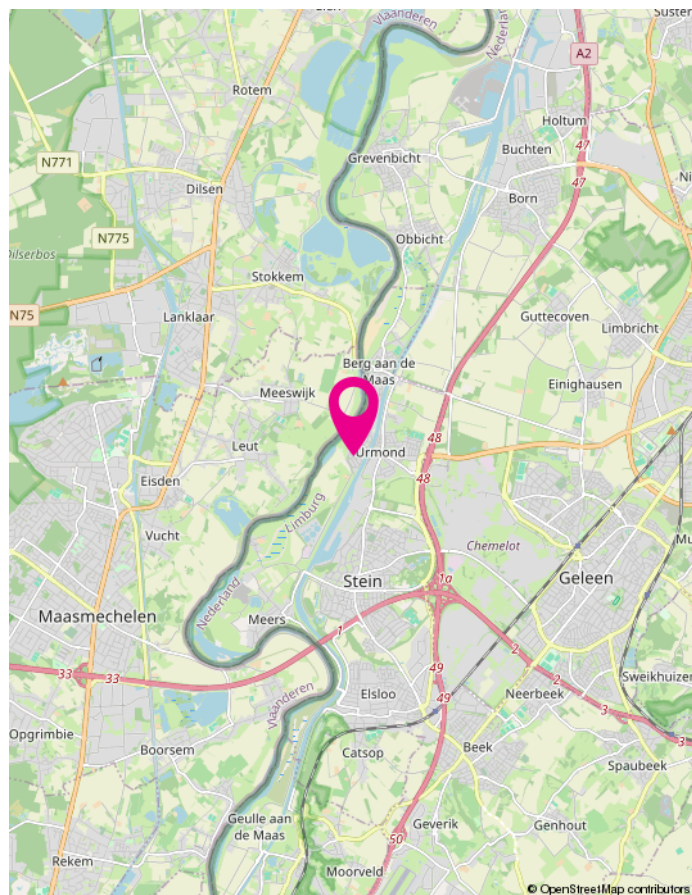 Vlaanderen
Nederland
Suster
A2
Rotem
Holtum
47
Buchten
Grevenbicht
N771
47
Dilsen
Born
N775
Obbicht
Dilserbos
Stokkem
N75
Lanklaar
Guttecoven
Limbricht
Berg aan de
Maas
Einighausen
Meeswijk
48
Leut
Urmond
48
Eisden
Limburg
Vucht
Chemelot
Stein
1a
Geleen
Nederland
Maasmechelen
Meers
1
2
33
33
49
2
Sweikhuizen
Vlaanderen
Elsloo
49
Neerbeek
3
3
Opgrimbie
Boorsem
Catsop
Beek
Spaubeek
Geulle aan
de Maas
Geverik
Genhout
50
Rekem
Moorveld
© OpenStreetMap contributors